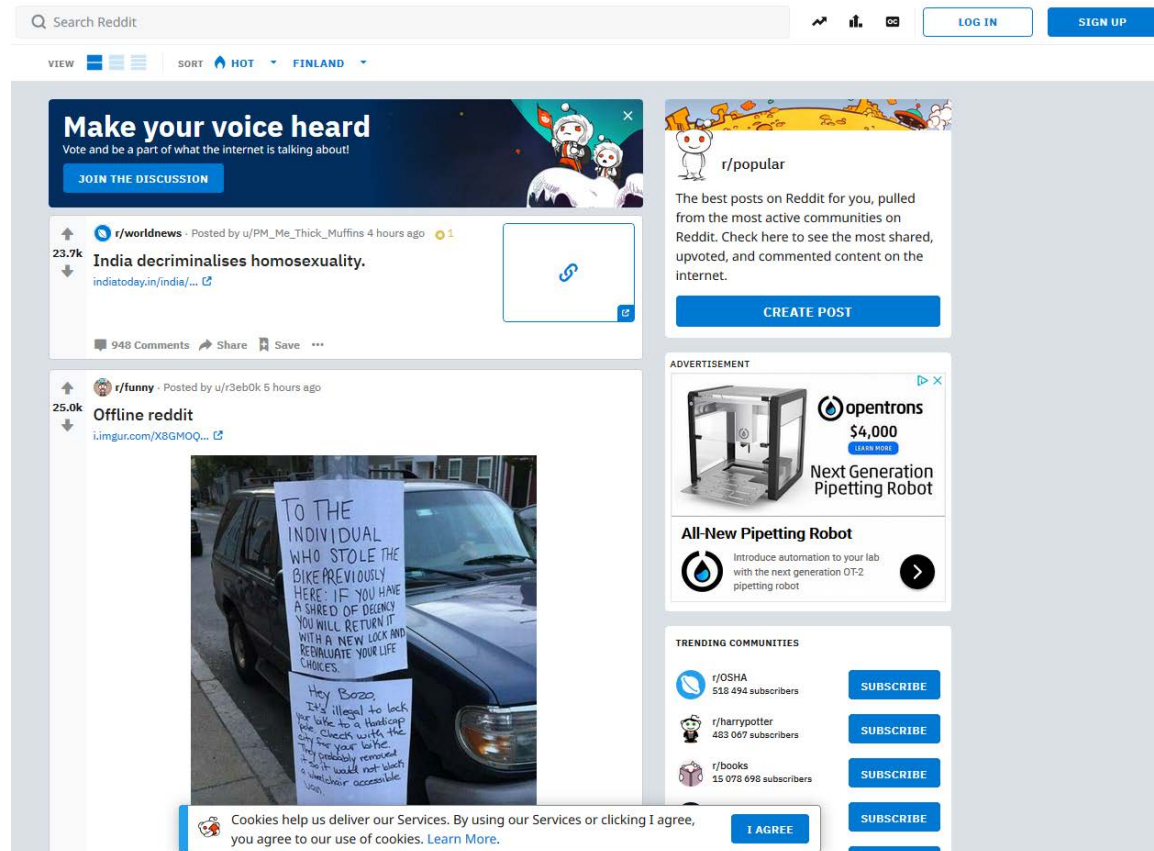 Search Reddit
LOG IN
SIGN UP
VIEW
SORT
HOT
FINLAND
Make your voice heard
Vote and be a part of what the internet is talking about!
JOIN THE DISCUSSION
r/worldnews · Posted by u/PM_Me_Thick_Muffins 4 hours ago 1
23.7k
India decriminalises homosexuality.
indiatoday.in/india/...
948 Comments Share Save ...
r/funny · Posted by u/r3eb0k 5 hours ago
25.0k
Offline reddit
i.imgur.com/X8GMOQ...
TO THE
INDIVIDUAL
WHO STOLE THE
BIKE PREVIOUSLY
HERE: IF YOU HAVE
A SHRED OF DECENCY
YOU WILL RETURN IT
WITH A NEW LOCK AND
REEVALUATE YOUR LIFE
CHOICES.
Hey Bozo,
It's illegal to lock
your bike to a Handicap
pole. Check with the
city for your bike.
They probably removed
it so it would not block
a wheelchair accessible
van.
r/popular
The best posts on Reddit for you, pulled
from the most active communities on
Reddit. Check here to see the most shared,
upvoted, and commented content on the
internet.
CREATE POST
ADVERTISEMENT
opentrons
$4,000
LEARN MORE
Next Generation
Pipetting Robot
All-New Pipetting Robot
Introduce automation to your lab
with the next generation OT-2
pipetting robot
TRENDING COMMUNITIES
r/OSHA
518 494 subscribers
SUBSCRIBE
r/harrypotter
483 067 subscribers
SUBSCRIBE
r/books
15 078 698 subscribers
SUBSCRIBE
SUBSCRIBE
Cookies help us deliver our Services. By using our Services or clicking I agree,
you agree to our use of cookies. Learn More.
I AGREE